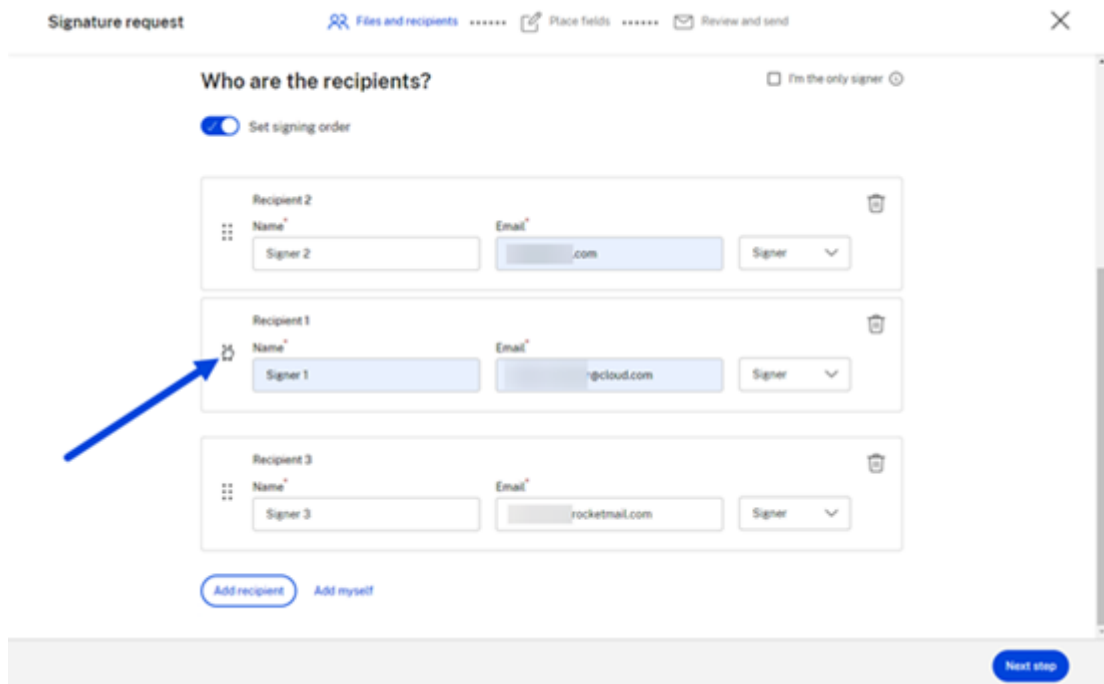 Signature request Files and recipients Place fields Review and send
Who are the recipients? I'm the only signer
Set signing order
Recipient 2
Name* Email*
Signer 2 .com Signer
Recipient 1
Name* Email*
Signer 1 @cloud.com Signer
Recipient 3
Name* Email*
Signer 3 rocketmail.com Signer
Add recipient Add myself
Next step